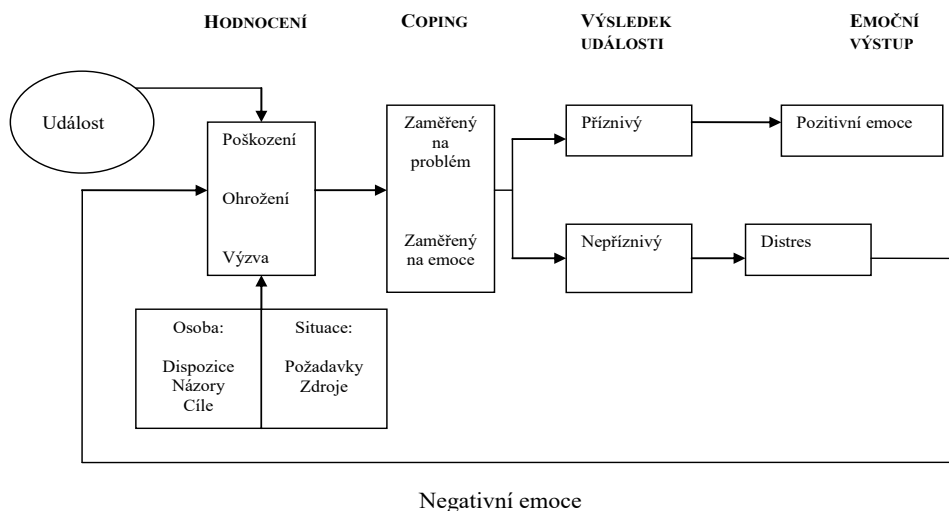 HODNOCENÍ
COPING
VÝSLEDEK
UDÁLOSTI
EMOČNÍ
VÝSTUP
Událost
Poškození
Ohrožení
Výzva
Zaměřený
na
problém
Zaměřený
na emoce
Příznivý
Pozitivní emoce
Nepříznivý
Distres
Osoba:
Dispozice
Názory
Cíle
Situace:
Požadavky
Zdroje
Negativní emoce